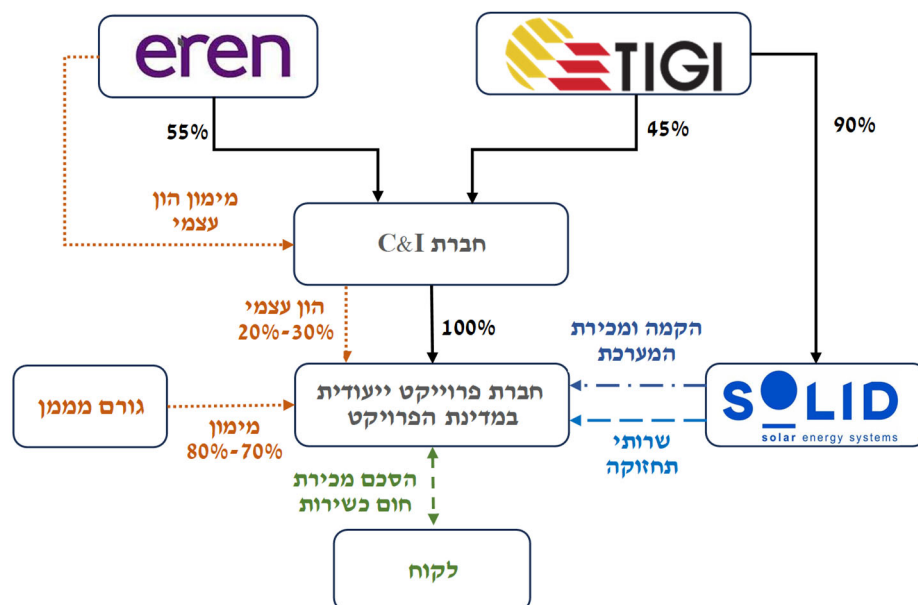 eren
TIGI
55%
45%
90%
מימון הון
עצמי
חברת C&I
הון עצמי
20%-30%
100%
הקמה ומכירת
המערכת
גורם מממן
מימון
80%-70%
חברת פרוייקט ייעודית
במדינת הפרויקט
SOLID
solar energy systems
שרותי
תחזוקה
הסכם מכירת
חום כשירות
לקוח